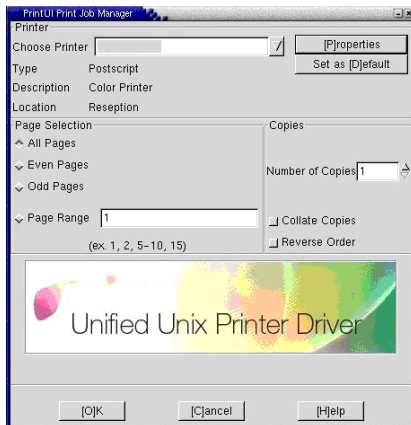 PrintUI Print Job Manager
Printer
Choose Printer
[P]roperties
Type Postscript
Set as [D]efault
Description Color Printer
Location Reseption
Page Selection
All Pages
Even Pages
Odd Pages
Page Range 1
(ex. 1, 2, 5-10, 15)
Copies
Number of Copies 1
Collate Copies
Reverse Order
Unified Unix Printer Driver
[O]K
[C]ancel
[H]elp